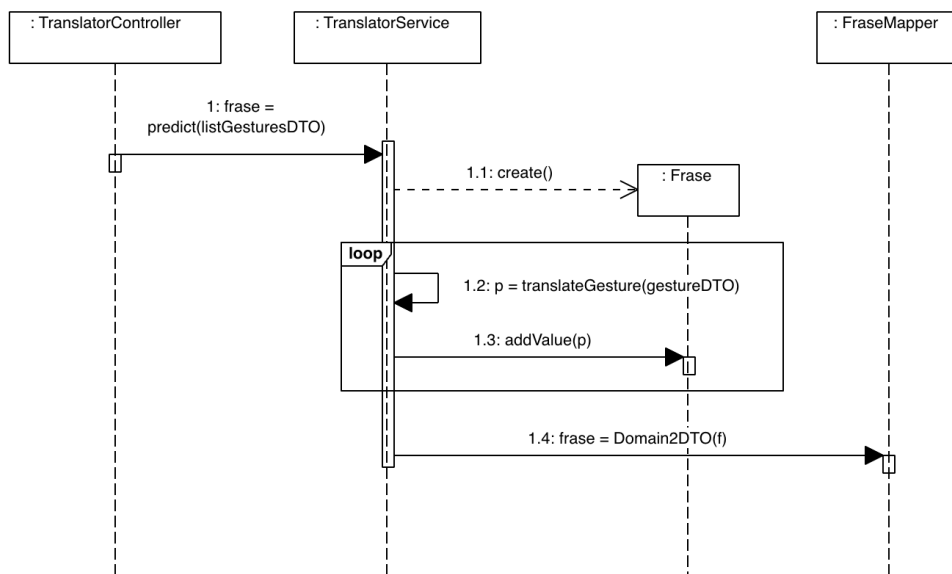 : TranslatorController
: TranslatorService
: FraseMapper
1: frase =
predict(listGesturesDTO)
1.1: create()
: Frase
loop
1.2: p = translateGesture(gestureDTO)
1.3: addValue(p)
1.4: frase = Domain2DTO(f)